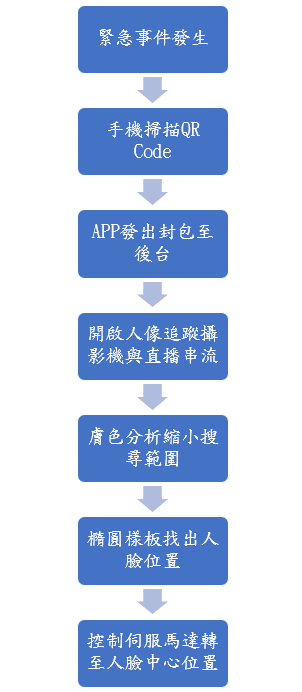 緊急事件發生
手機掃描QR
Code
APP發出封包至
後台
開啟人像追蹤攝
影機與直播串流
膚色分析縮小搜
尋範圍
橢圓樣板找出人
臉位置
控制伺服馬達轉
至人臉中心位置